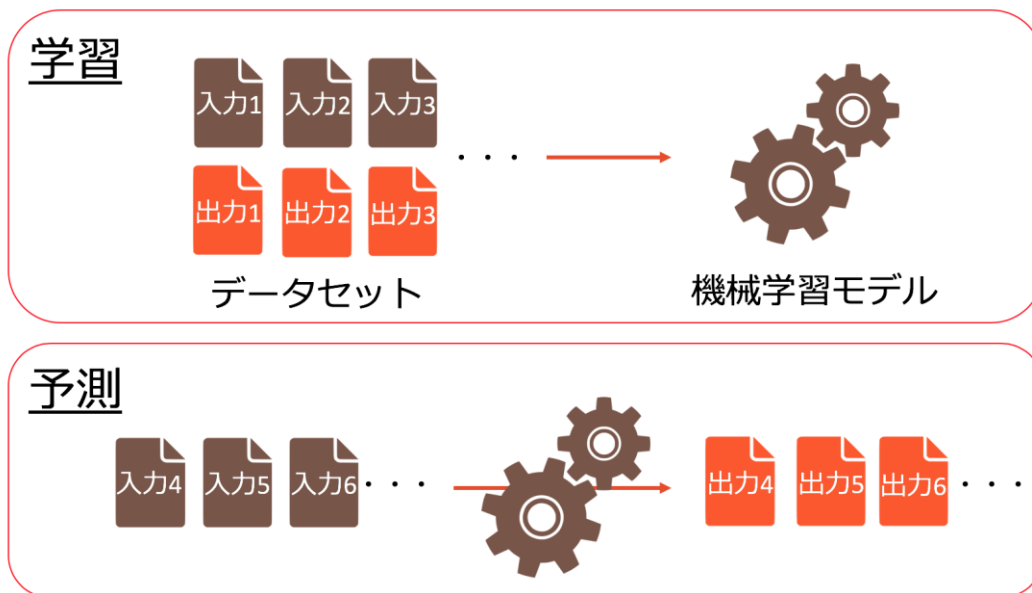 学習
入力1 入力2 入力3
・・・
出力1 出力2 出力3
データセット
機械学習モデル
予測
入力4 入力5 入力6 ・・・ 出力4 出力5 出力6 ・・・